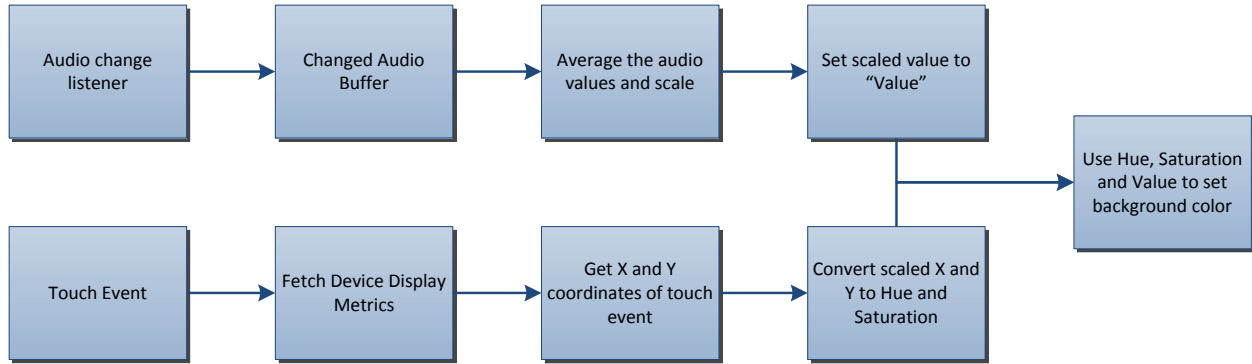 Audio change
listener
Changed Audio
Buffer
Average the audio
values and scale
Set scaled value to
“Value”
Use Hue, Saturation
and Value to set
background color
Touch Event
Fetch Device Display
Metrics
Get X and Y
coordinates of touch
event
Convert scaled X and
Y to Hue and
Saturation